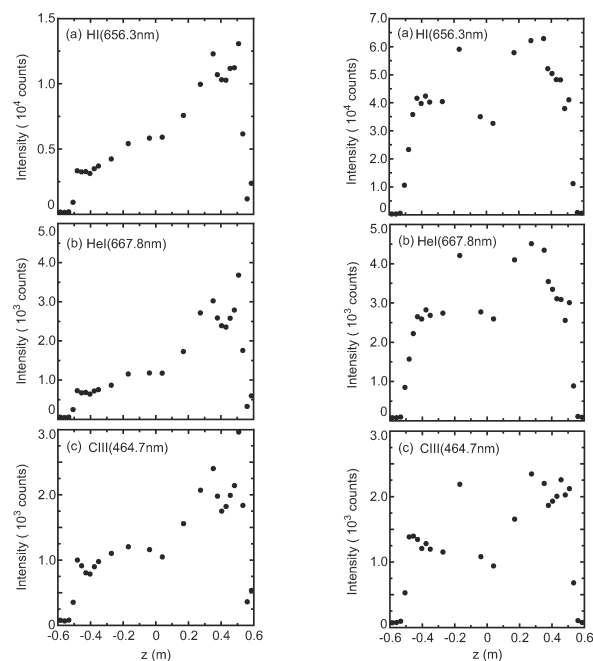 (a) HI(656.3nm)
Intensity ( 10⁴ counts)
1.5
1.0
0.5
0
(b) HeI(667.8nm)
Intensity ( 10³ counts)
5.0
4.0
3.0
2.0
1.0
0
(c) CIII(464.7nm)
Intensity ( 10³ counts)
3.0
2.0
1.0
0
-0.6 -0.4 -0.2 0 0.2 0.4 0.6
z (m)
(a) HI(656.3nm)
Intensity ( 10⁴ counts)
7.0
6.0
5.0
4.0
3.0
2.0
1.0
0
(b) HeI(667.8nm)
Intensity ( 10³ counts)
5.0
4.0
3.0
2.0
1.0
0
(c) CIII(464.7nm)
Intensity ( 10³ counts)
3.0
2.0
1.0
0
-0.6 -0.4 -0.2 0 0.2 0.4 0.6
z (m)